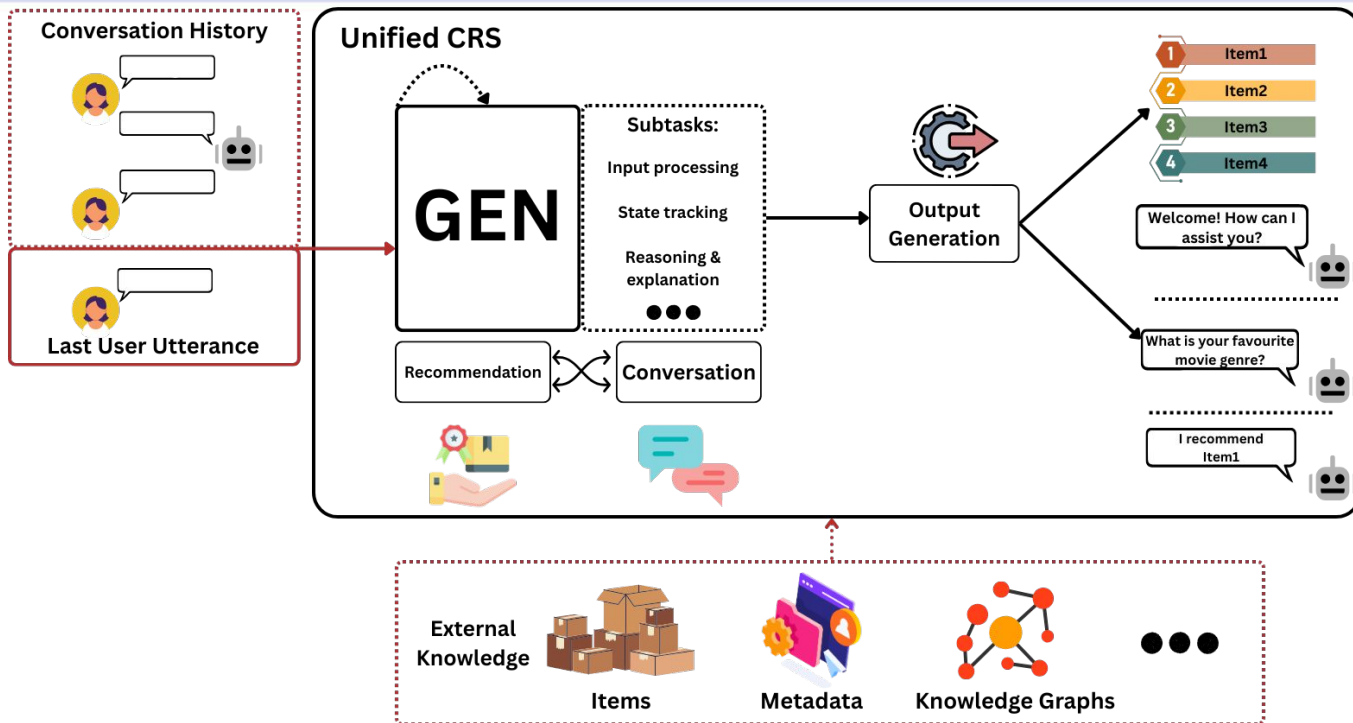 Conversation History
Last User Utterance
Unified CRS
GEN
Subtasks:
Input processing
State tracking
Reasoning &
explanation
Recommendation
Conversation
Output
Generation
1 Item1
2 Item2
3 Item3
4 Item4
Welcome! How can I
assist you?
What is your favourite
movie genre?
I recommend
Item1
External
Knowledge
Items
Metadata
Knowledge Graphs